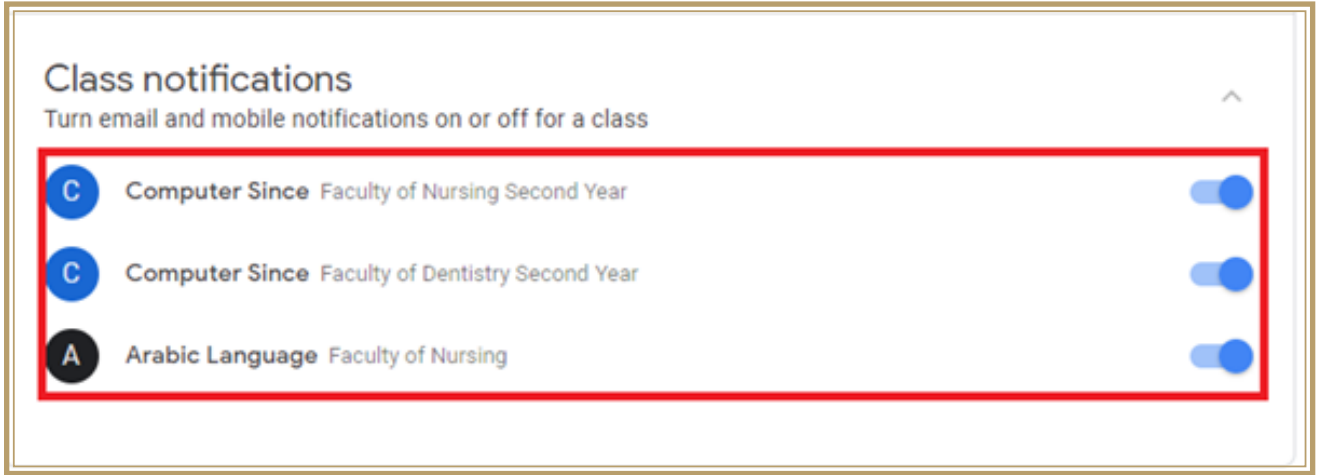 Class notifications
Turn email and mobile notifications on or off for a class
C Computer Since Faculty of Nursing Second Year
C Computer Since Faculty of Dentistry Second Year
A Arabic Language Faculty of Nursing